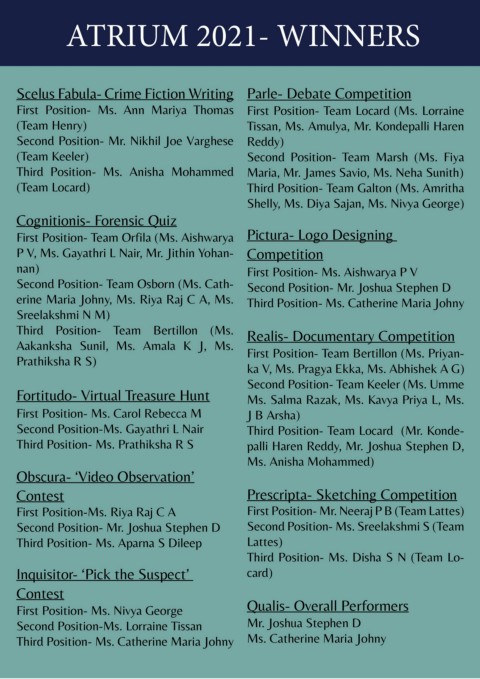 ATRIUM 2021- WINNERS
Scelus Fabula- Crime Fiction Writing
First Position- Ms. Ann Mariya Thomas
(Team Henry)
Second Position- Mr. Nikhil Joe Varghese
(Team Keeler)
Third Position- Ms. Anisha Mohammed
(Team Locard)
Cognitionis- Forensic Quiz
First Position- Team Orfila (Ms. Aishwarya
P V, Ms. Gayathri L Nair, Mr. Jithin Yohan-
nan)
Second Position- Team Osborn (Ms. Cath-
erine Maria Johny, Ms. Riya Raj C A, Ms.
Sreelakshmi N M)
Third Position- Team Bertillon (Ms.
Aakanksha Sunil, Ms. Amala K J, Ms.
Prathiksha R S)
Fortitudo- Virtual Treasure Hunt
First Position- Ms. Carol Rebecca M
Second Position-Ms. Gayathri L Nair
Third Position- Ms. Prathiksha R S
Obscura- ‘Video Observation’
Contest
First Position-Ms. Riya Raj C A
Second Position- Mr. Joshua Stephen D
Third Position- Ms. Aparna S Dileep
Inquisitor- ‘Pick the Suspect’
Contest
First Position- Ms. Nivya George
Second Position-Ms. Lorraine Tissan
Third Position- Ms. Catherine Maria Johny
Parle- Debate Competition
First Position- Team Locard (Ms. Lorraine
Tissan, Ms. Amulya, Mr. Kondepalli Haren
Reddy)
Second Position- Team Marsh (Ms. Fiya
Maria, Mr. James Savio, Ms. Neha Sunith)
Third Position- Team Galton (Ms. Amritha
Shelly, Ms. Diya Sajan, Ms. Nivya George)
Pictura- Logo Designing
Competition
First Position- Ms. Aishwarya P V
Second Position- Mr. Joshua Stephen D
Third Position- Ms. Catherine Maria Johny
Realis- Documentary Competition
First Position- Team Bertillon (Ms. Priyan-
ka V, Ms. Pragya Ekka, Ms. Abhishek A G)
Second Position- Team Keeler (Ms. Umme
Ms. Salma Razak, Ms. Kavya Priya L, Ms.
J B Arsha)
Third Position- Team Locard (Mr. Konde-
palli Haren Reddy, Mr. Joshua Stephen D,
Ms. Anisha Mohammed)
Prescripta- Sketching Competition
First Position- Mr. Neeraj P B (Team Lattes)
Second Position- Ms. Sreelakshmi S (Team
Lattes)
Third Position- Ms. Disha S N (Team Lo-
card)
Qualis- Overall Performers
Mr. Joshua Stephen D
Ms. Catherine Maria Johny